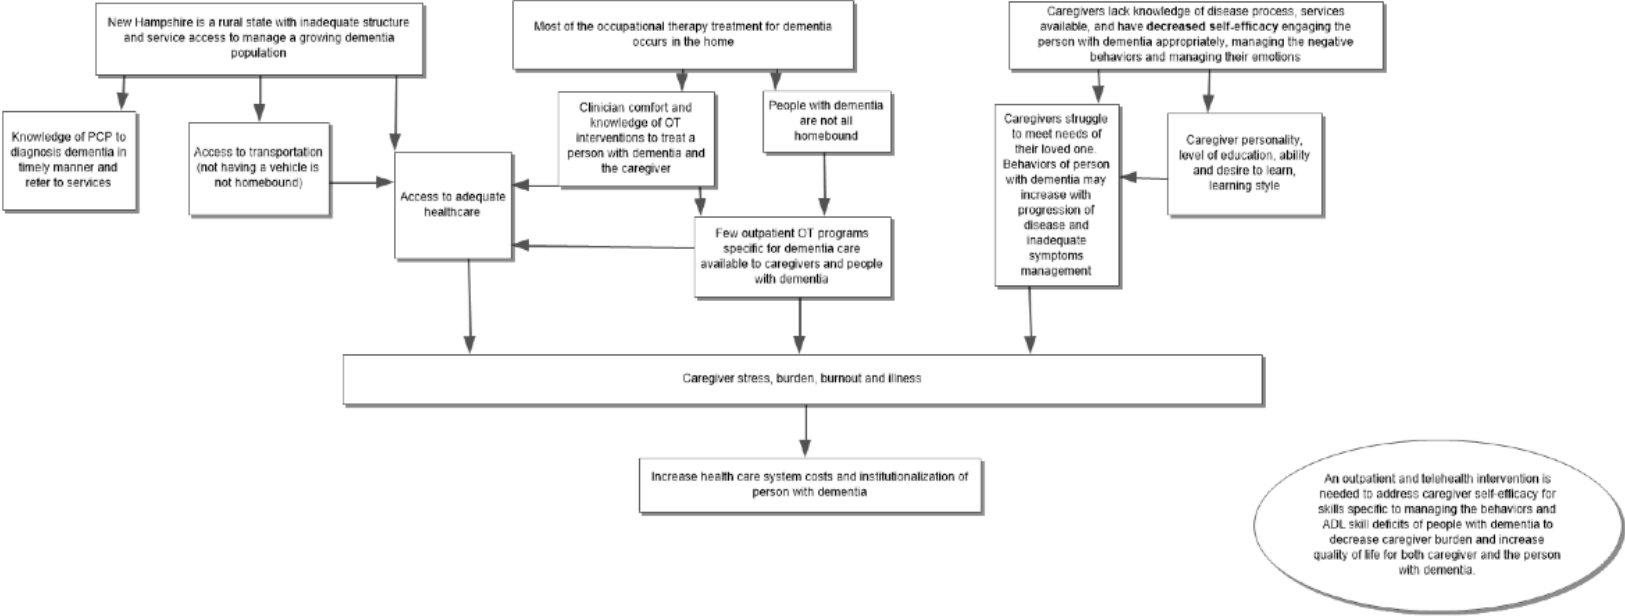 New Hampshire is a rural state with inadequate structure
and service access to manage a growing dementia
population
Most of the occupational therapy treatment for dementia
occurs in the home
Caregivers lack knowledge of disease process, services
available, and have decreased self-efficacy engaging the
person with dementia appropriately, managing the negative
behaviors and managing their emotions
Knowledge of PCP to
diagnosis dementia in
timely manner and
refer to services
Access to transportation
(not having a vehicle is
not homebound)
Access to adequate
healthcare
Clinician comfort and
knowledge of OT
interventions to treat a
person with dementia and
the caregiver
People with dementia
are not all
homebound
Few outpatient OT programs
specific for dementia care
available to caregivers and people
with dementia
Caregivers struggle
to meet needs of
their loved one.
Behaviors of person
with dementia may
increase with
progression of
disease and
inadequate
symptoms
management
Caregiver personality,
level of education, ability
and desire to learn,
learning style
Caregiver stress, burden, burnout and illness
Increase health care system costs and institutionalization of
person with dementia
An outpatient and telehealth intervention is
needed to address caregiver self-efficacy for
skills specific to managing the behaviors and
ADL skill deficits of people with dementia to
decrease caregiver burden and increase
quality of life for both caregiver and the person
with dementia.